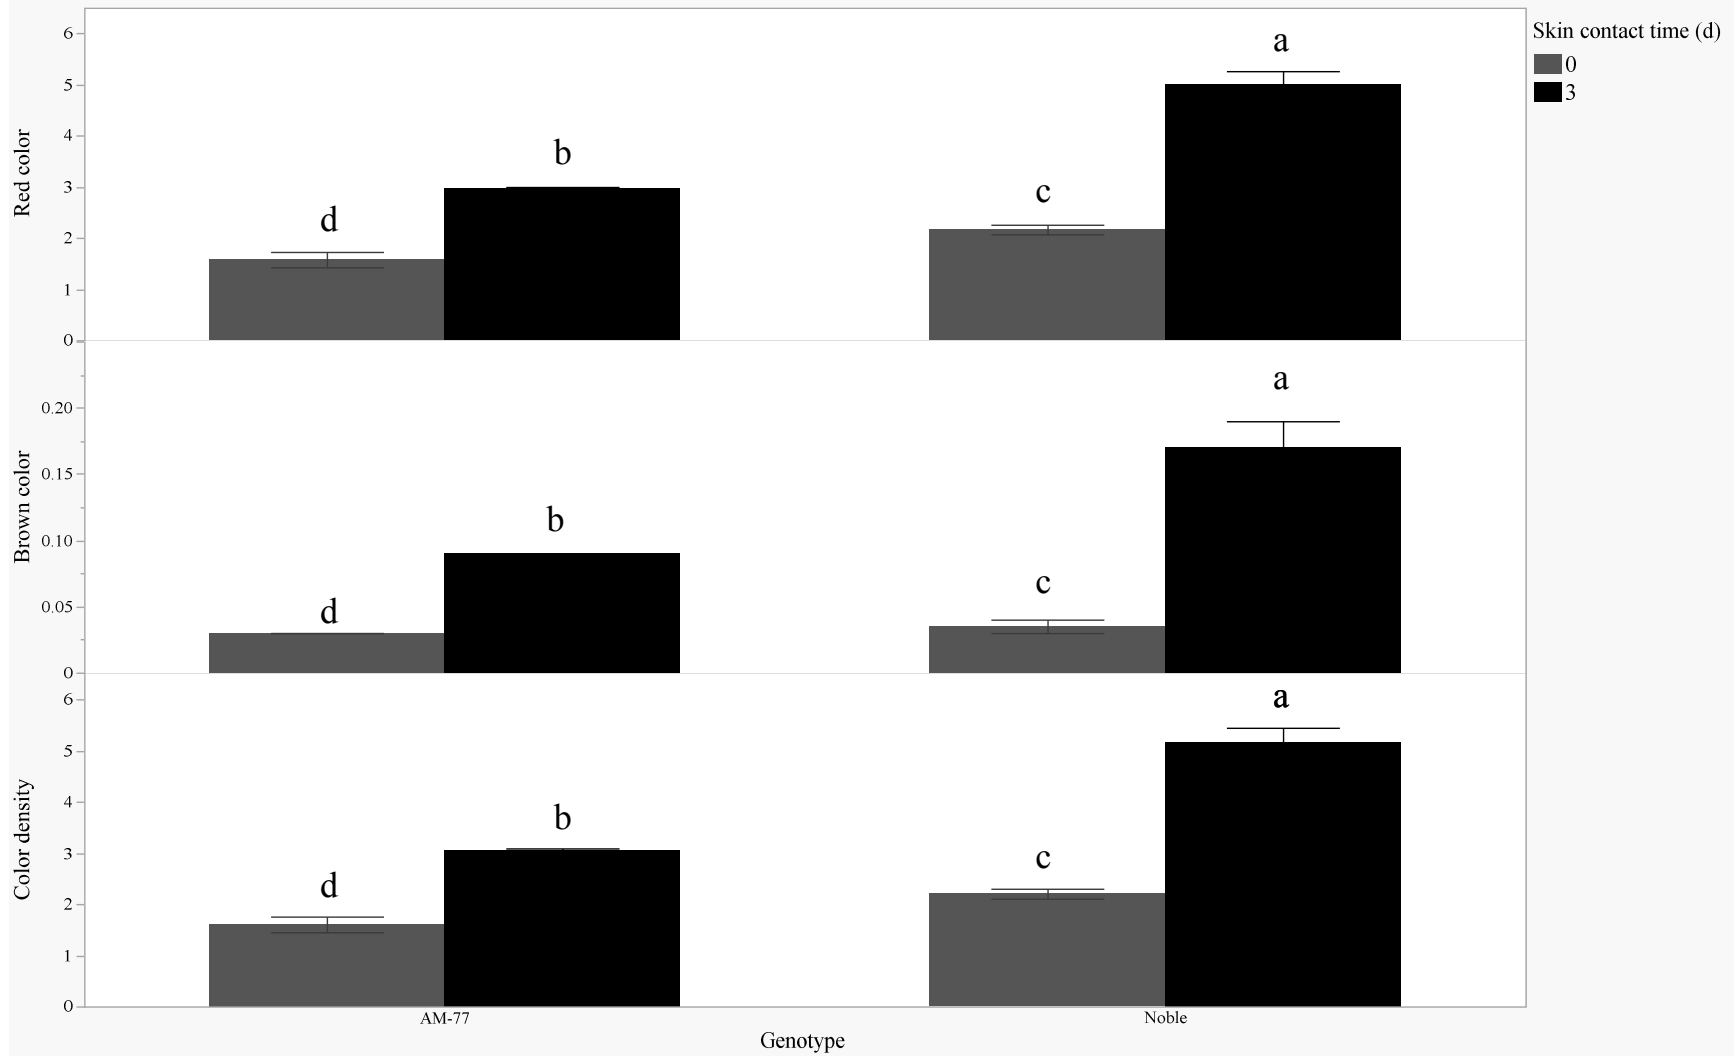 Skin contact time (d)
0
3
Red color
6
5
4
3
2
1
0
d
b
c
a
Brown color
0.20
0.15
0.10
0.05
0
d
b
c
a
Color density
6
5
4
3
2
1
0
d
b
c
a
AM-77
Noble
Genotype